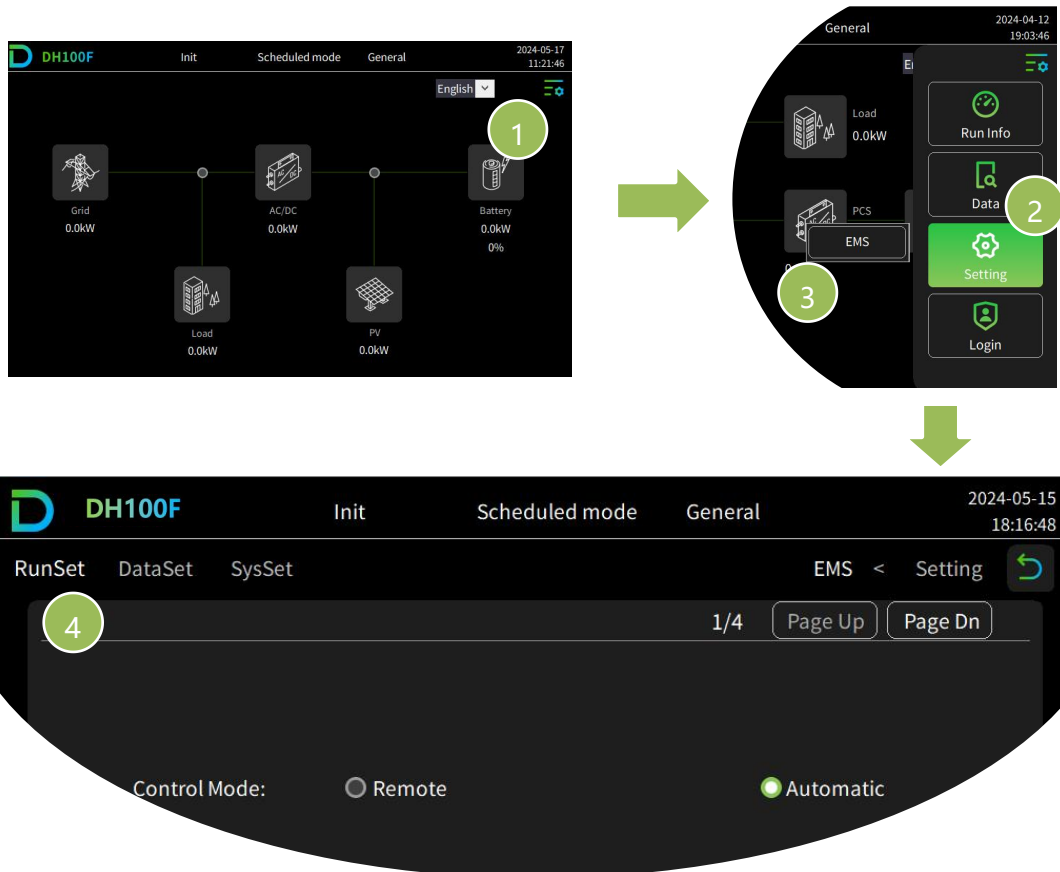 DH100F Init Scheduled mode General 2024-05-17
11:21:46
English
1
Grid
0.0kW
AC/DC
0.0kW
Battery
0.0kW
0%
Load
0.0kW
PV
0.0kW
General 2024-04-12
19:03:46
Load
0.0kW
PCS
EMS
3
Run Info
Data
2
Setting
Login
DH100F Init Scheduled mode General 2024-05-15
18:16:48
RunSet DataSet SysSet EMS < Setting
4
1/4 Page Up Page Dn
Control Mode: Remote Automatic